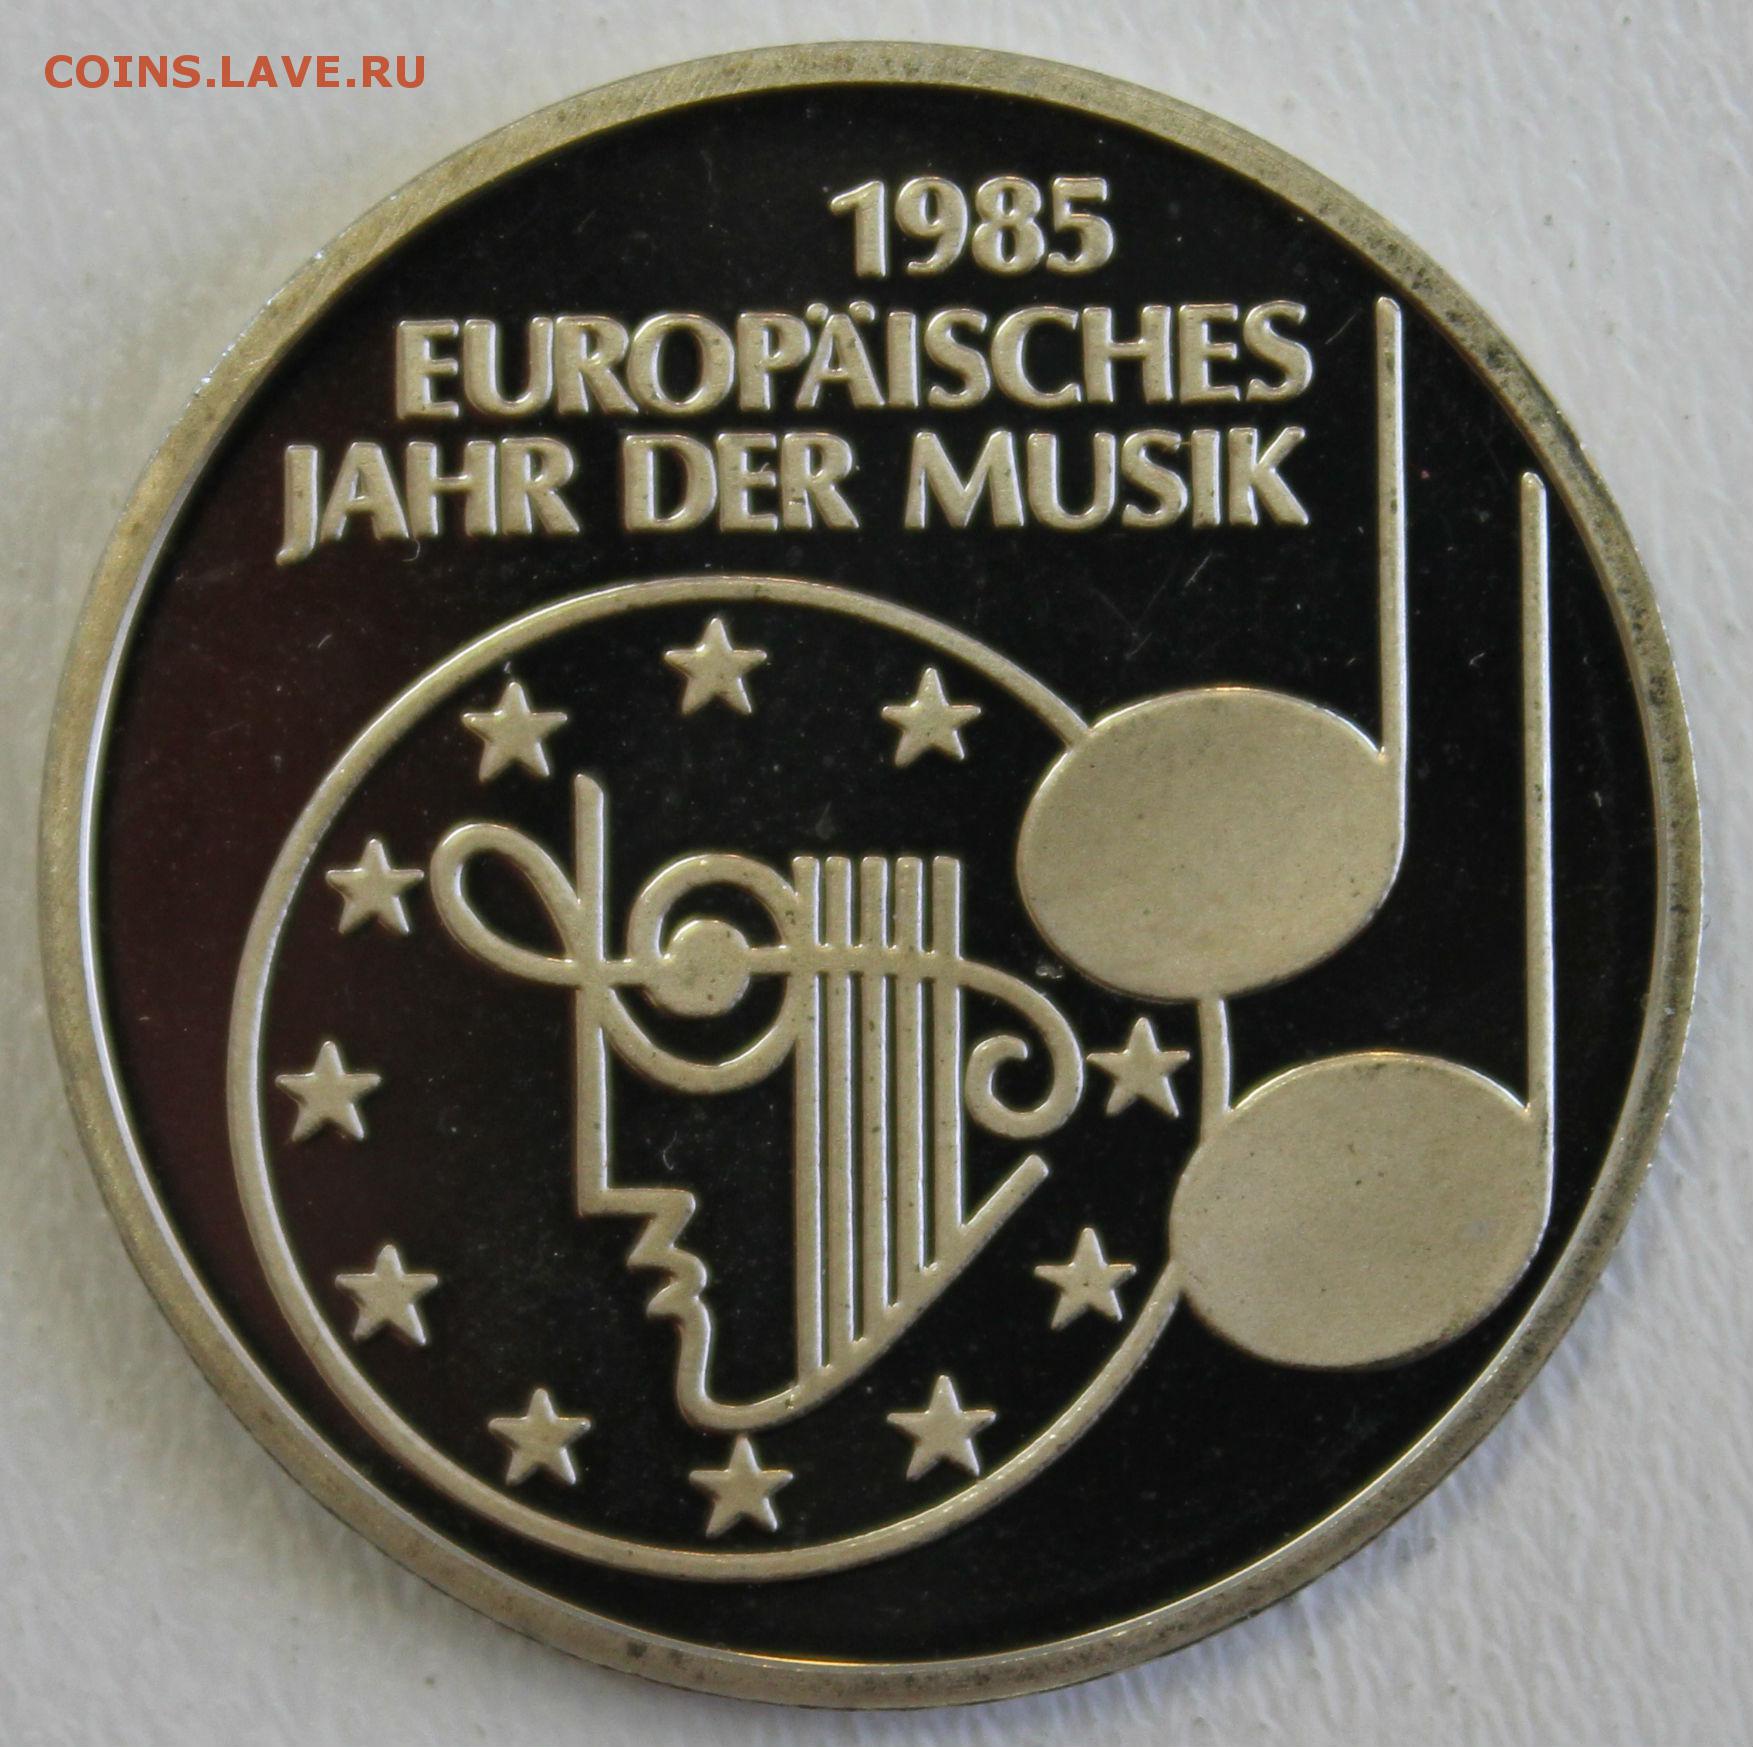 COINS.LAVE.RU
1985
EUROPÄISCHES
JAHR DER MUSIK